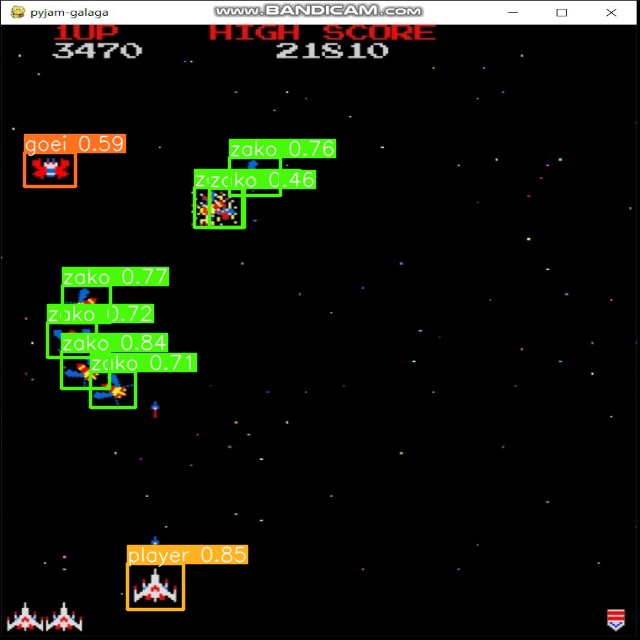 pyjam-galaga
www.BANDICAM.com
1UP HIGH SCORE
3470 21810
goei 0.59
zako 0.76
zako 0.46
zako 0.77
zako 0.72
zako 0.84
zako 0.71
player 0.85